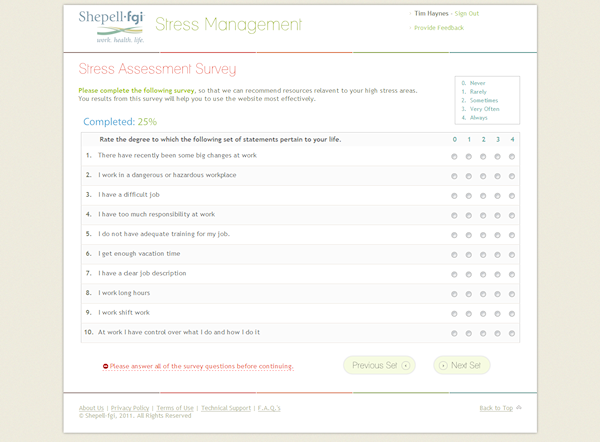 Shepell·fgi
work. health. life.
Stress Management
Tim Haynes - Sign Out
Provide Feedback
Stress Assessment Survey
Please complete the following survey, so that we can recommend resources relavent to your high stress areas.
You results from this survey will help you to use the website most effectively.
0. Never
1. Rarely
2. Sometimes
3. Very Often
4. Always
Completed: 25%
Rate the degree to which the following set of statements pertain to your life. 0 1 2 3 4
1. There have recently been some big changes at work
2. I work in a dangerous or hazardous workplace
3. I have a difficult job
4. I have too much responsibility at work
5. I do not have adequate training for my job.
6. I get enough vacation time
7. I have a clear job description
8. I work long hours
9. I work shift work
10. At work I have control over what I do and how I do it
Please answer all of the survey questions before continuing.
Previous Set
Next Set
About Us | Privacy Policy | Terms of Use | Technical Support | F.A.Q.'s
Back to Top
© Shepell-fgi, 2011. All Rights Reserved